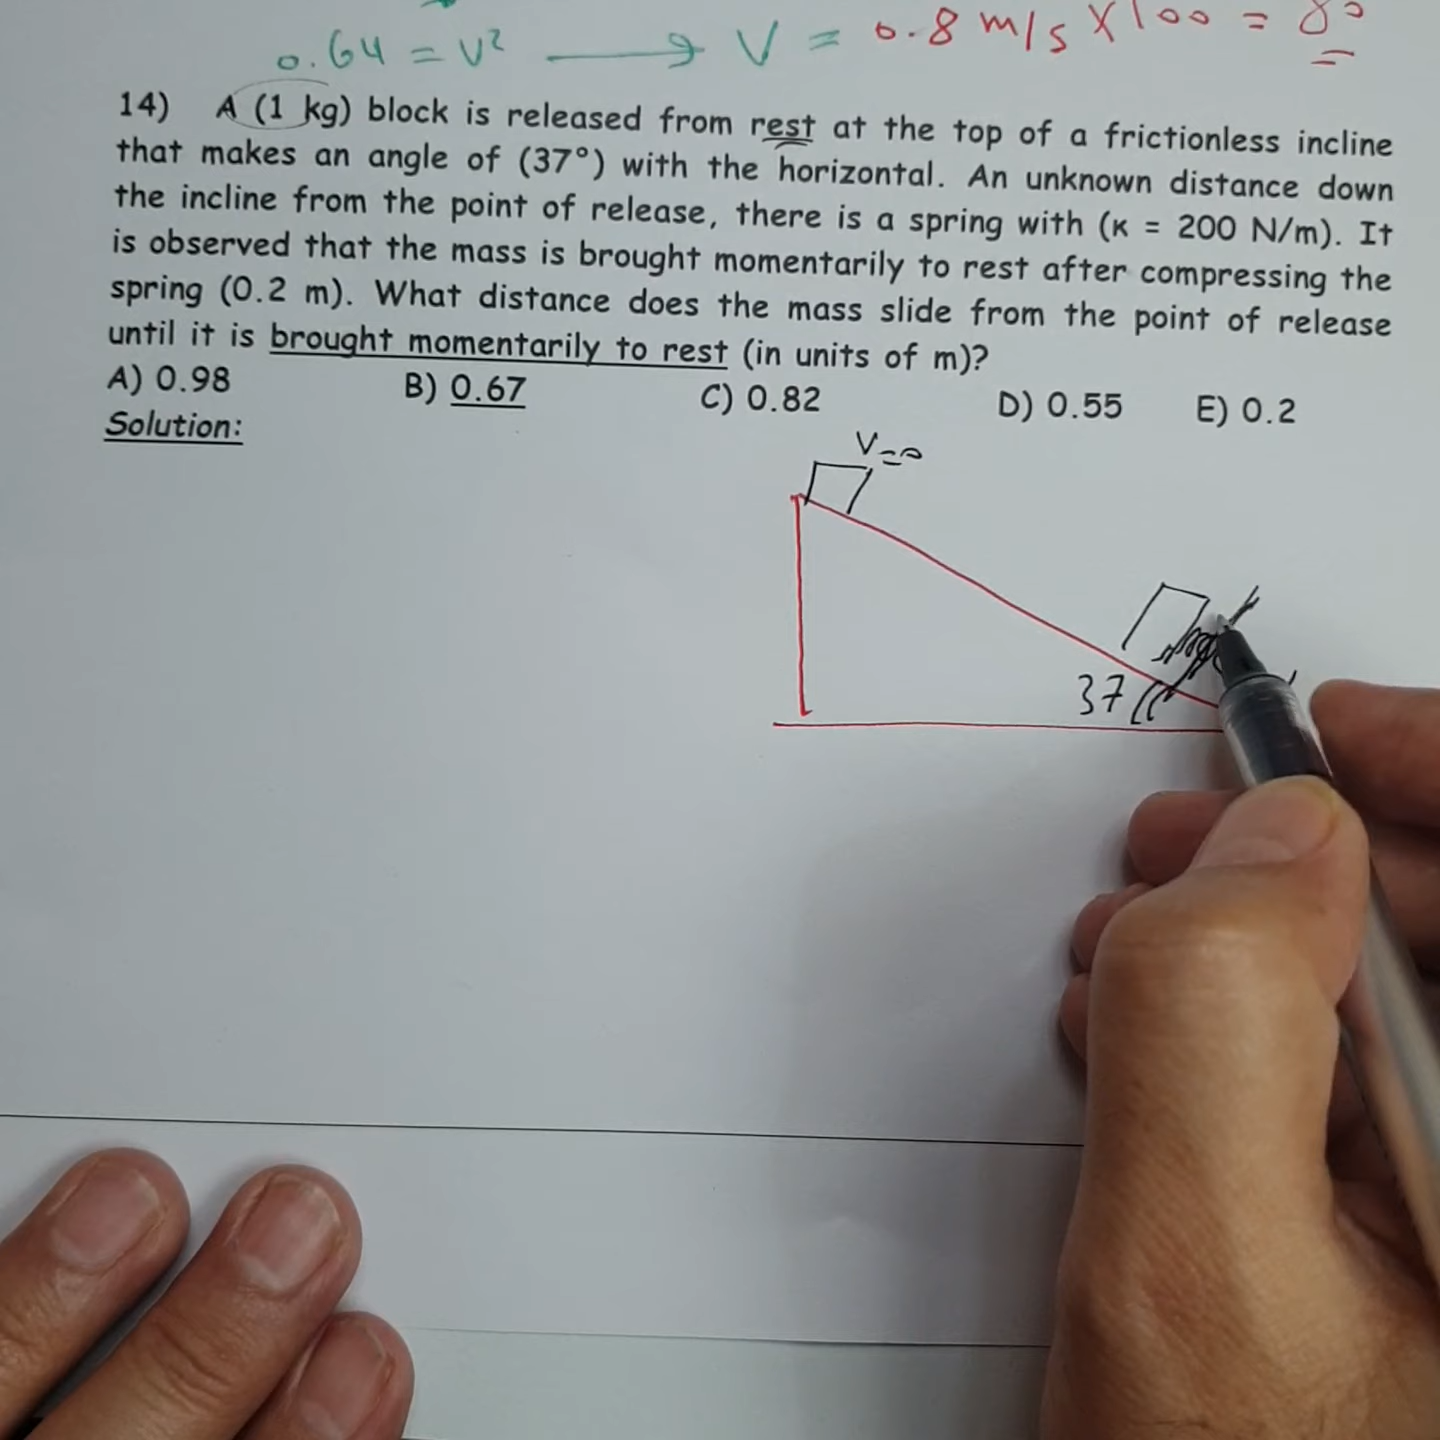 0.64 = V² → V = 0.8 m/s × 100 = 80
14) A (1 kg) block is released from rest at the top of a frictionless incline
that makes an angle of (37°) with the horizontal. An unknown distance down
the incline from the point of release, there is a spring with (κ = 200 N/m). It
is observed that the mass is brought momentarily to rest after compressing the
spring (0.2 m). What distance does the mass slide from the point of release
until it is brought momentarily to rest (in units of m)?
A) 0.98 B) 0.67 C) 0.82 D) 0.55 E) 0.2
Solution:
V=0
37